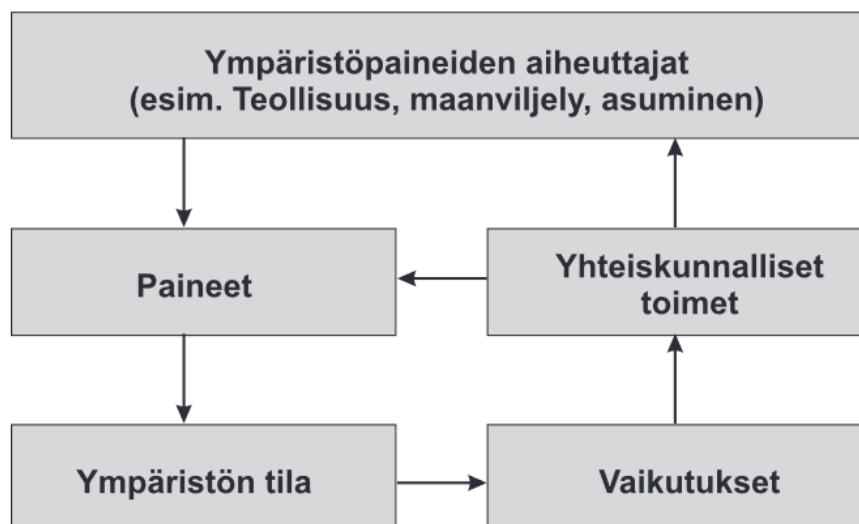 Ympäristöpaineiden aiheuttajat
(esim. Teollisuus, maanviljely, asuminen)
Paineet
Yhteiskunnalliset
toimet
Ympäristön tila
Vaikutukset